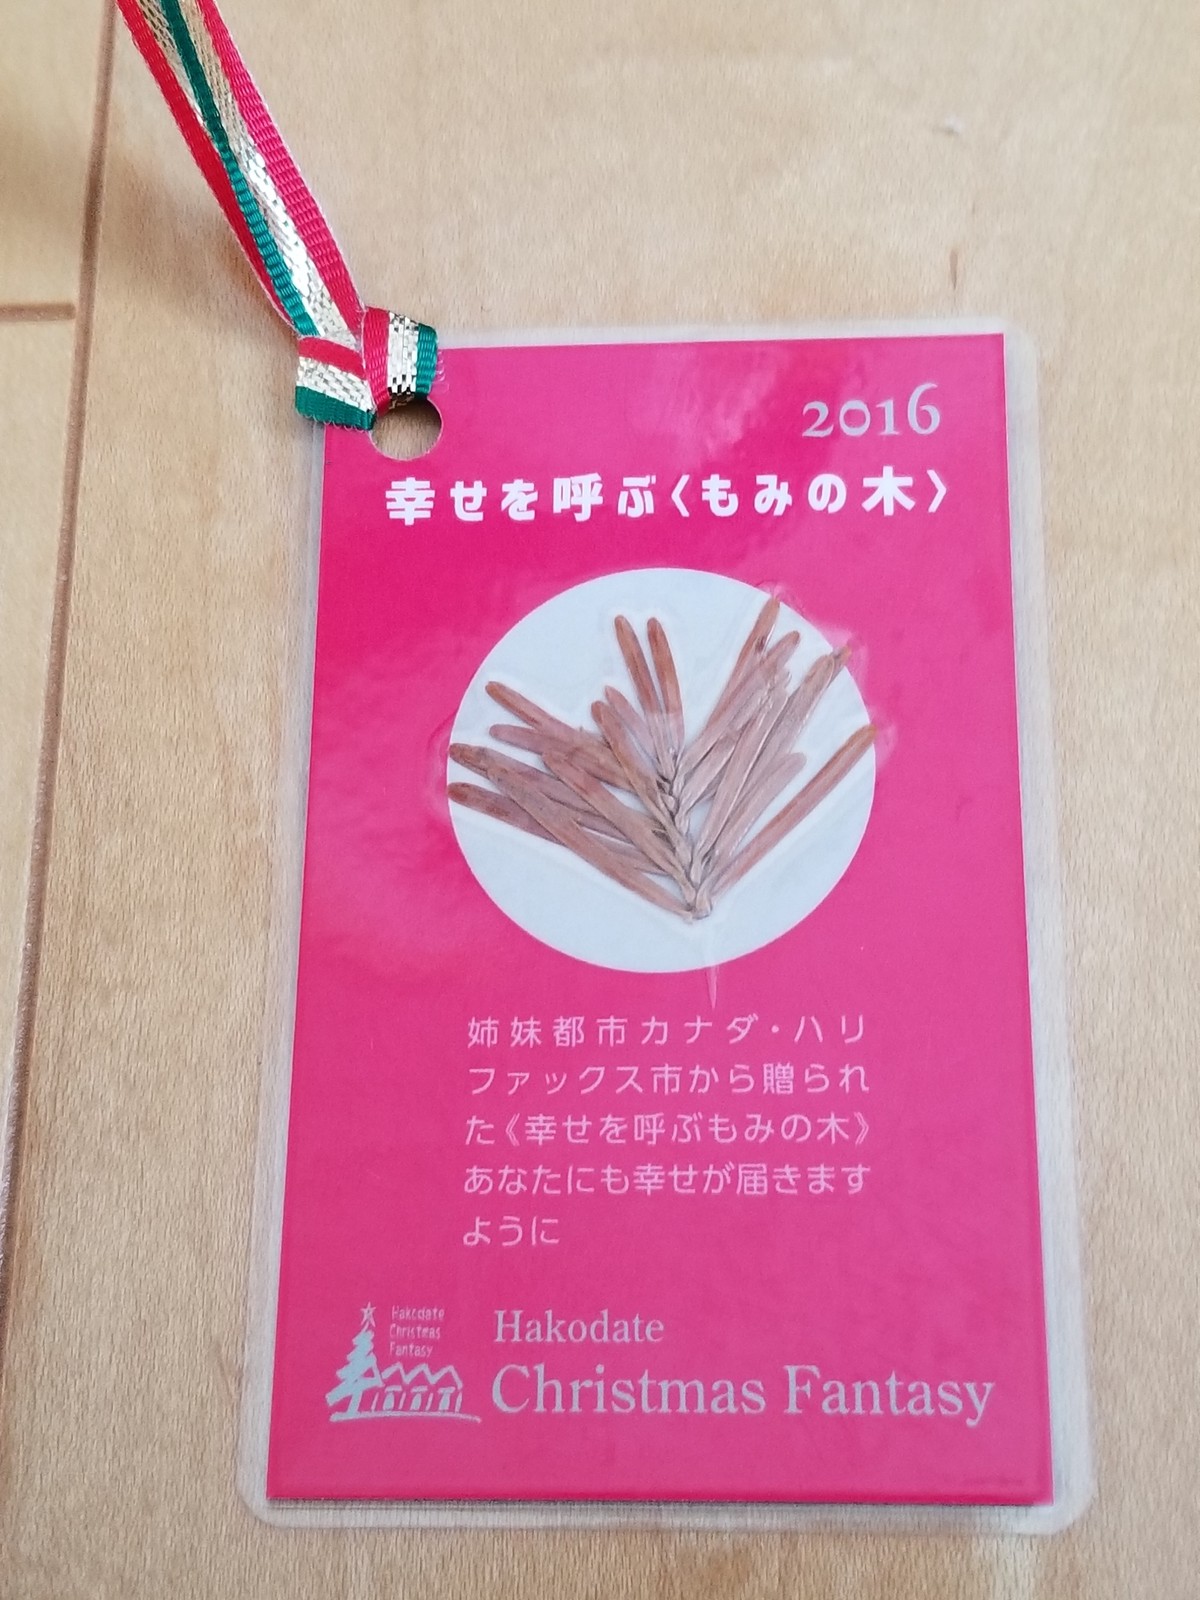 2016
幸せを呼ぶ〈もみの木〉
姉妹都市カナダ・ハリ
ファックス市から贈られ
た《幸せを呼ぶもみの木》
あなたにも幸せが届きます
ように
Hakodate
Christmas
Fantasy
Hakodate
Christmas Fantasy